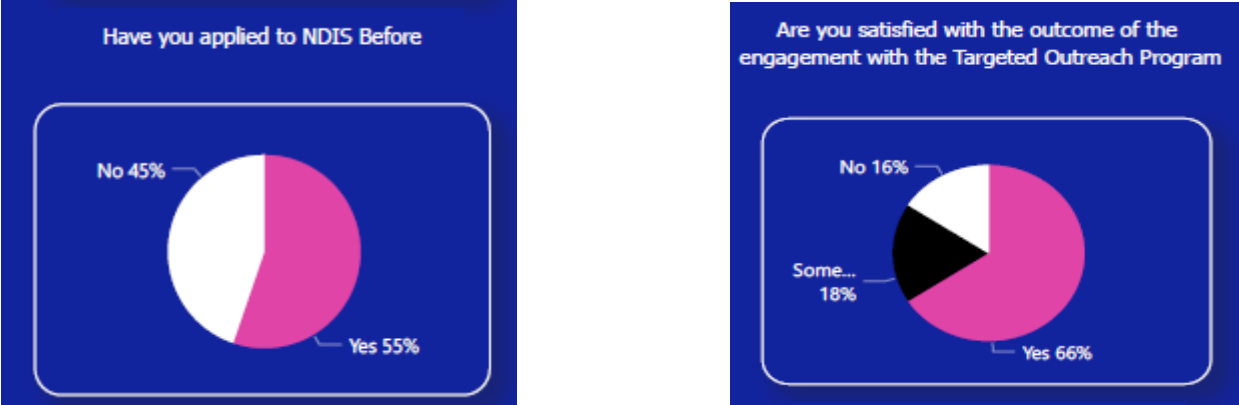 Have you applied to NDIS Before
No 45%
Yes 55%
Are you satisfied with the outcome of the
engagement with the Targeted Outreach Program
No 16%
Some...
18%
Yes 66%